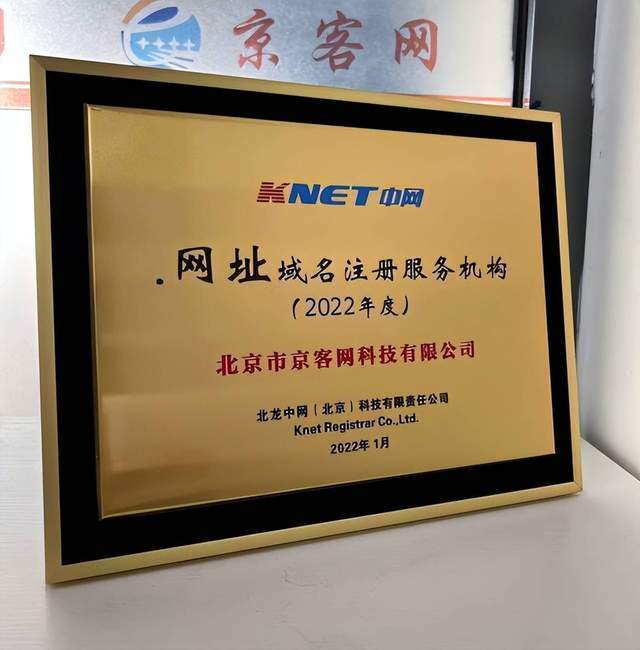 京客网
KNET中网
.网址域名注册服务机构
(2022年度)
北京市京客网科技有限公司
北龙中网(北京)科技有限责任公司
Knet Registrar Co.,Ltd.
2022年1月